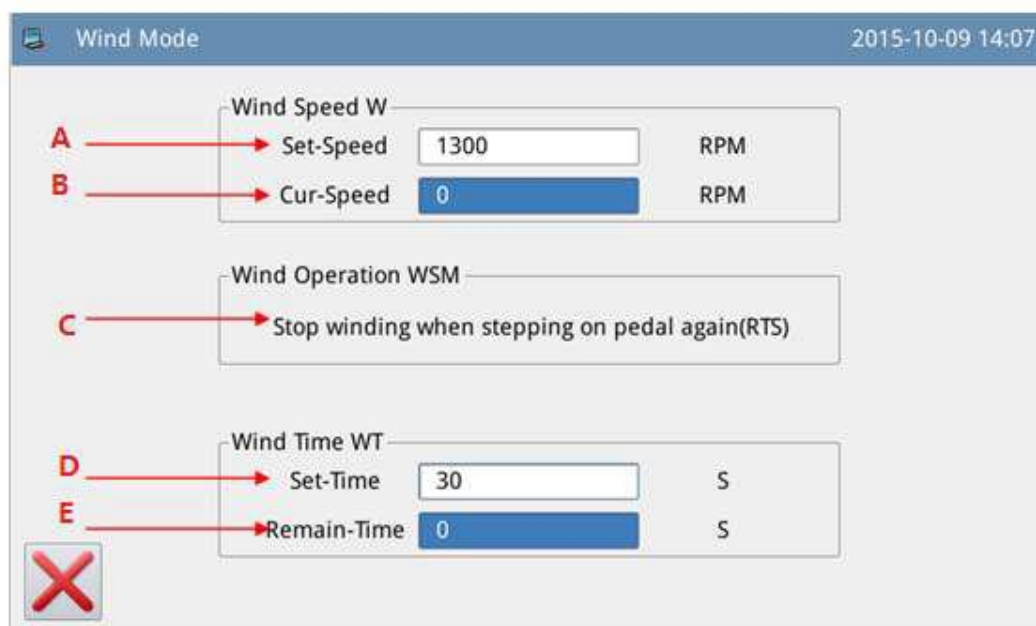 Wind Mode 2015-10-09 14:07
Wind Speed W
A Set-Speed 1300 RPM
B Cur-Speed 0 RPM
Wind Operation WSM
C Stop winding when stepping on pedal again(RTS)
Wind Time WT
D Set-Time 30 S
E Remain-Time 0 S